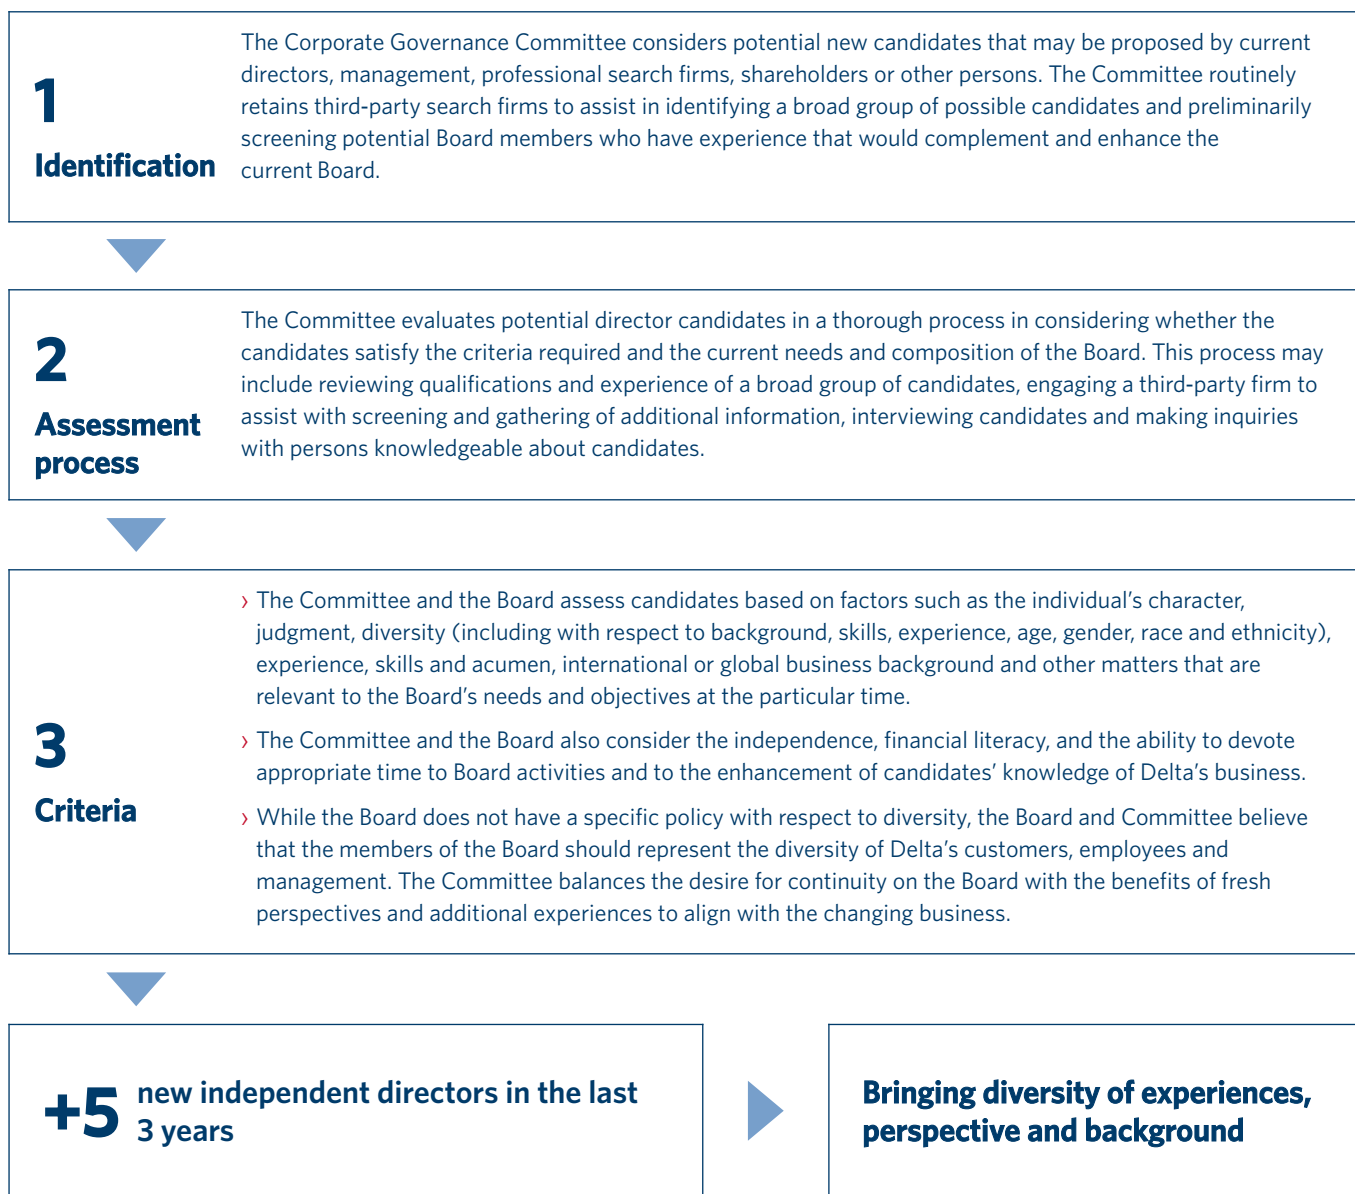 1
Identification
The Corporate Governance Committee considers potential new candidates that may be proposed by current
directors, management, professional search firms, shareholders or other persons. The Committee routinely
retains third-party search firms to assist in identifying a broad group of possible candidates and preliminarily
screening potential Board members who have experience that would complement and enhance the
current Board.
2
Assessment
process
The Committee evaluates potential director candidates in a thorough process in considering whether the
candidates satisfy the criteria required and the current needs and composition of the Board. This process may
include reviewing qualifications and experience of a broad group of candidates, engaging a third-party firm to
assist with screening and gathering of additional information, interviewing candidates and making inquiries
with persons knowledgeable about candidates.
3
Criteria
› The Committee and the Board assess candidates based on factors such as the individual’s character,
judgment, diversity (including with respect to background, skills, experience, age, gender, race and ethnicity),
experience, skills and acumen, international or global business background and other matters that are
relevant to the Board’s needs and objectives at the particular time.
› The Committee and the Board also consider the independence, financial literacy, and the ability to devote
appropriate time to Board activities and to the enhancement of candidates’ knowledge of Delta’s business.
› While the Board does not have a specific policy with respect to diversity, the Board and Committee believe
that the members of the Board should represent the diversity of Delta’s customers, employees and
management. The Committee balances the desire for continuity on the Board with the benefits of fresh
perspectives and additional experiences to align with the changing business.
+5
new independent directors in the last
3 years
Bringing diversity of experiences,
perspective and background